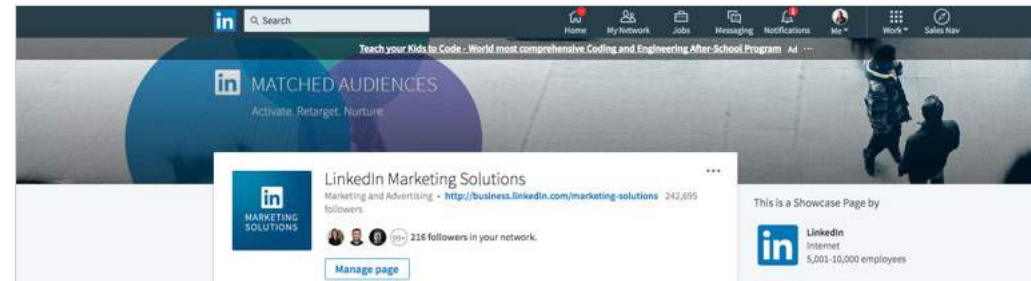 in
Search
Home
My Network
Jobs
Messaging
1
Notifications
Me
Work
Sales Nav
Teach your Kids to Code - World most comprehensive Coding and Engineering After-School Program Ad ...
in MATCHED AUDIENCES
Activate. Retarget. Nurture.
in
MARKETING
SOLUTIONS
LinkedIn Marketing Solutions
Marketing and Advertising • http://business.linkedin.com/marketing-solutions 242,695
followers
99+ 216 followers in your network.
Manage page
This is a Showcase Page by
in
LinkedIn
Internet
5,001-10,000 employees